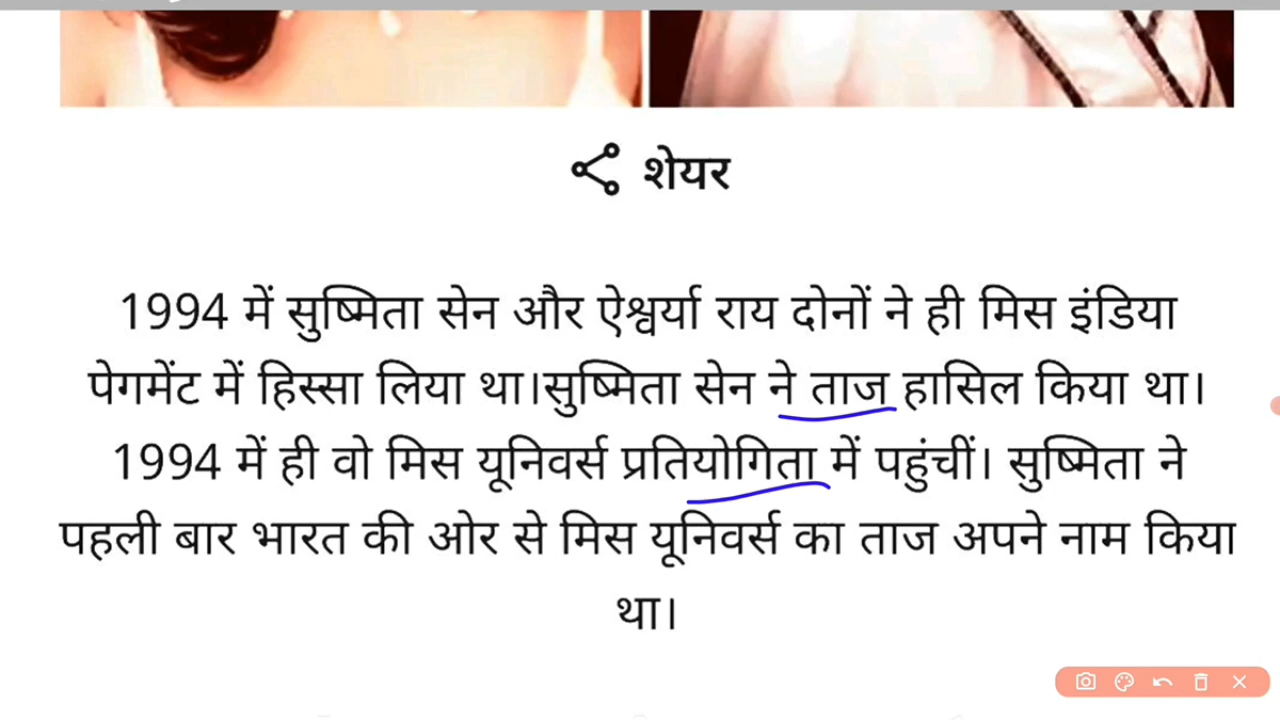 शेयर
1994 में सुष्मिता सेन और ऐश्वर्या राय दोनों ने ही मिस इंडिया
पेगमेंट में हिस्सा लिया था।सुष्मिता सेन ने ताज हासिल किया था।
1994 में ही वो मिस यूनिवर्स प्रतियोगिता में पहुंचीं। सुष्मिता ने
पहली बार भारत की ओर से मिस यूनिवर्स का ताज अपने नाम किया
था।